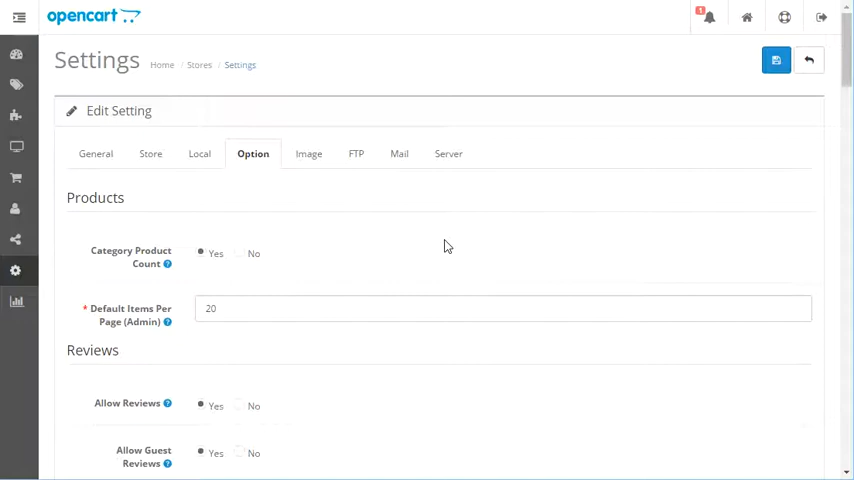 opencart
1
Settings
Home / Stores / Settings
Edit Setting
General Store Local Option Image FTP Mail Server
Products
Category Product
Count ?
Yes No
* Default Items Per
Page (Admin) ?
20
Reviews
Allow Reviews ?
Yes No
Allow Guest
Reviews ?
Yes No